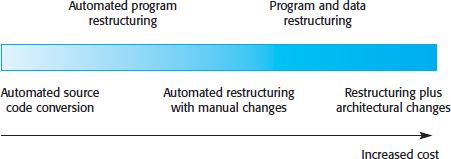 Automated program
restructuring
Program and data
restructuring
Automated source
code conversion
Automated restructuring
with manual changes
Restructuring plus
architectural changes
Increased cost